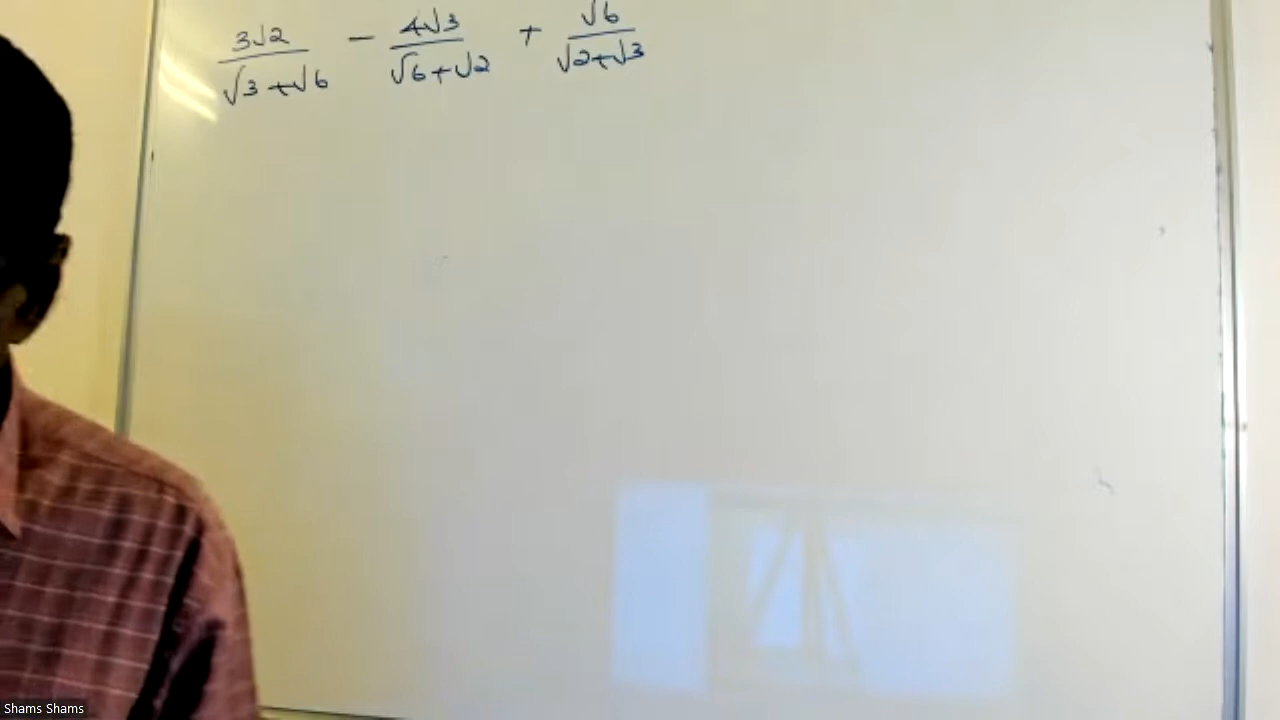 3√2/(√3+√6) − 4√3/(√6+√2) + √6/(√2+√3)
Shams Shams